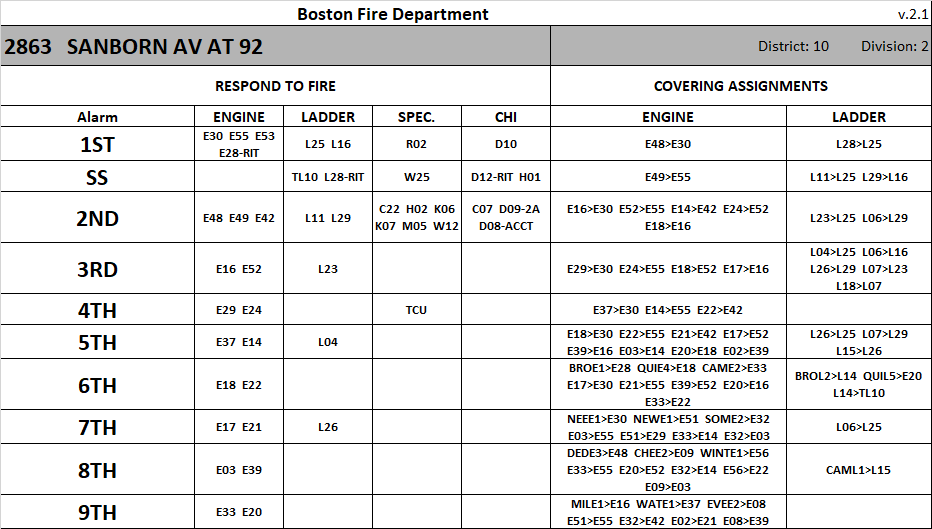 Boston Fire Department v.2.1
2863 SANBORN AV AT 92 District: 10 Division: 2
RESPOND TO FIRE COVERING ASSIGNMENTS
Alarm ENGINE LADDER SPEC. CHI ENGINE LADDER
1ST E30 E55 E53 L25 L16 R02 D10 E48>E30 L28>L25
E28-RIT
SS TL10 L28-RIT W25 D12-RIT H01 E49>E55 L11>L25 L29>L16
2ND E48 E49 E42 L11 L29 C22 H02 K06 C07 D09-2A E16>E30 E52>E55 E14>E42 E24>E52 L23>L25 L06>L29
K07 M05 W12 D08-ACCT E18>E16
3RD E16 E52 L23 E29>E30 E24>E55 E18>E52 E17>E16 L04>L25 L06>L16
L26>L29 L07>L23
L18>L07
4TH E29 E24 TCU E37>E30 E14>E55 E22>E42
5TH E37 E14 L04 E18>E30 E22>E55 E21>E42 E17>E52 L26>L25 L07>L29
E39>E16 E03>E14 E20>E18 E02>E39 L15>L26
6TH E18 E22 BROE1>E28 QUIE4>E18 CAME2>E33 BROL2>L14 QUIL5>E20
E17>E30 E21>E55 E39>E52 E20>E16 L14>TL10
E33>E22
7TH E17 E21 L26 NEEE1>E30 NEWE1>E51 SOME2>E32 L06>L25
E03>E55 E51>E29 E33>E14 E32>E03
8TH E03 E39 DEDE3>E48 CHEE2>E09 WINTE1>E56 CAML1>L15
E33>E55 E20>E52 E32>E14 E56>E22
E09>E03
9TH E33 E20 MILE1>E16 WATE1>E37 EVEE2>E08
E51>E55 E32>E42 E02>E21 E08>E39